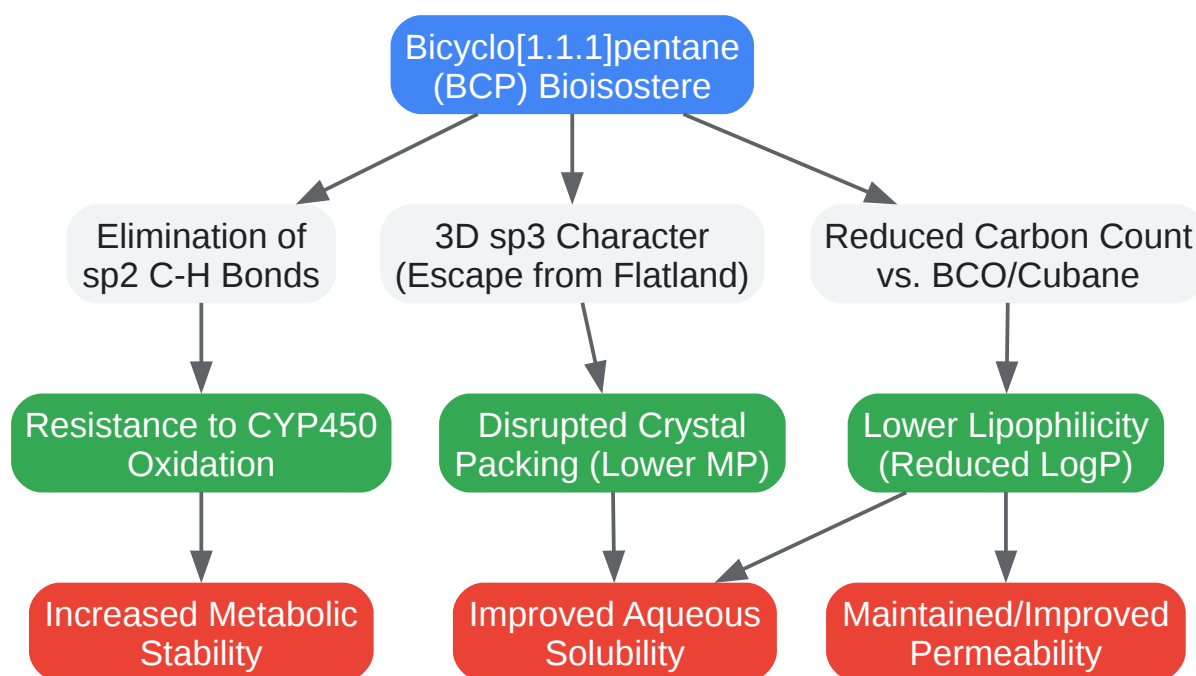 Bicyclo[1.1.1]pentane
(BCP) Bioisostere
Elimination of
sp2 C-H Bonds
3D sp3 Character
(Escape from Flatland)
Reduced Carbon Count
vs. BCO/Cubane
Resistance to CYP450
Oxidation
Disrupted Crystal
Packing (Lower MP)
Lower Lipophilicity
(Reduced LogP)
Increased Metabolic
Stability
Improved Aqueous
Solubility
Maintained/Improved
Permeability